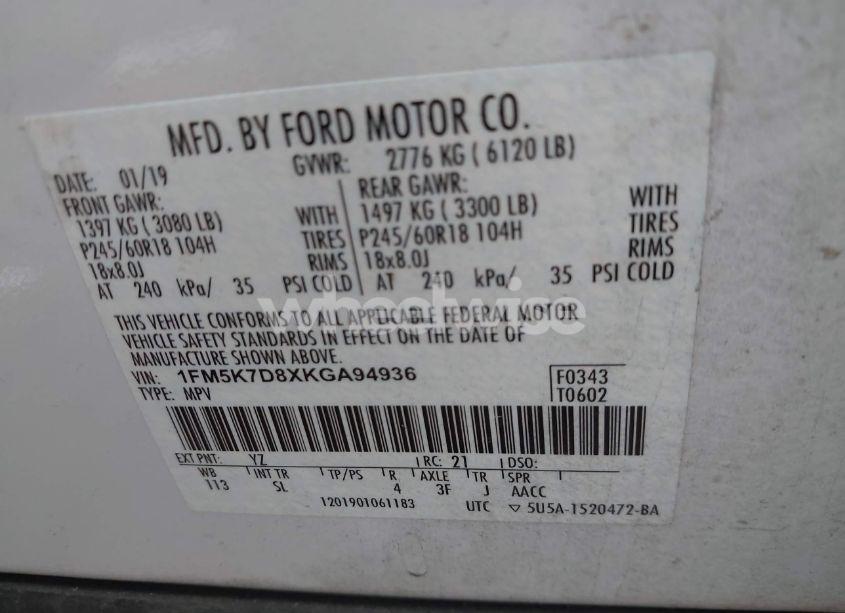 MFD. BY FORD MOTOR CO.
DATE: 01/19 GVWR: 2776 KG ( 6120 LB)
FRONT GAWR: REAR GAWR:
1397 KG ( 3080 LB) WITH 1497 KG ( 3300 LB) WITH
P245/60R18 104H TIRES P245/60R18 104H TIRES
18x8.0J RIMS 18x8.0J RIMS
AT 240 kPa/ 35 PSI COLD AT 240 kPa/ 35 PSI COLD
wheelwise
THIS VEHICLE CONFORMS TO ALL APPLICABLE FEDERAL MOTOR
VEHICLE SAFETY STANDARDS IN EFFECT ON THE DATE OF
MANUFACTURE SHOWN ABOVE.
VIN: 1FM5K7D8XKGA94936 F0343
TYPE: MPV T0602
EXT PNT: YZ RC: 21 DSO:
WB INT TR TP/PS R AXLE TR SPR
113 SL 4 3F J AACC
1201901061183 UTC ▽ 5U5A-1520472-BA